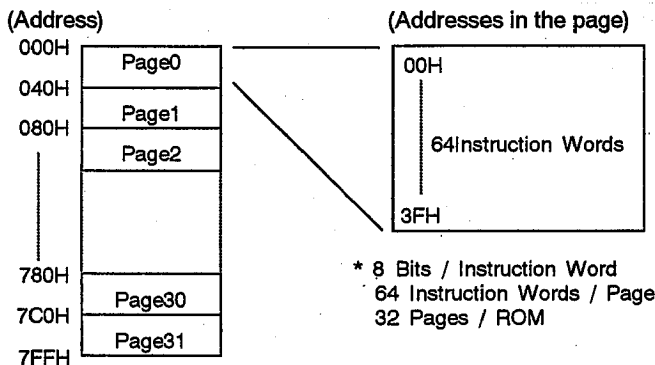 (Address)
000H
Page0
040H
Page1
080H
Page2
780H
Page30
7C0H
Page31
7FFH
(Addresses in the page)
00H
64Instruction Words
3FH
* 8 Bits / Instruction Word
64 Instruction Words / Page
32 Pages / ROM